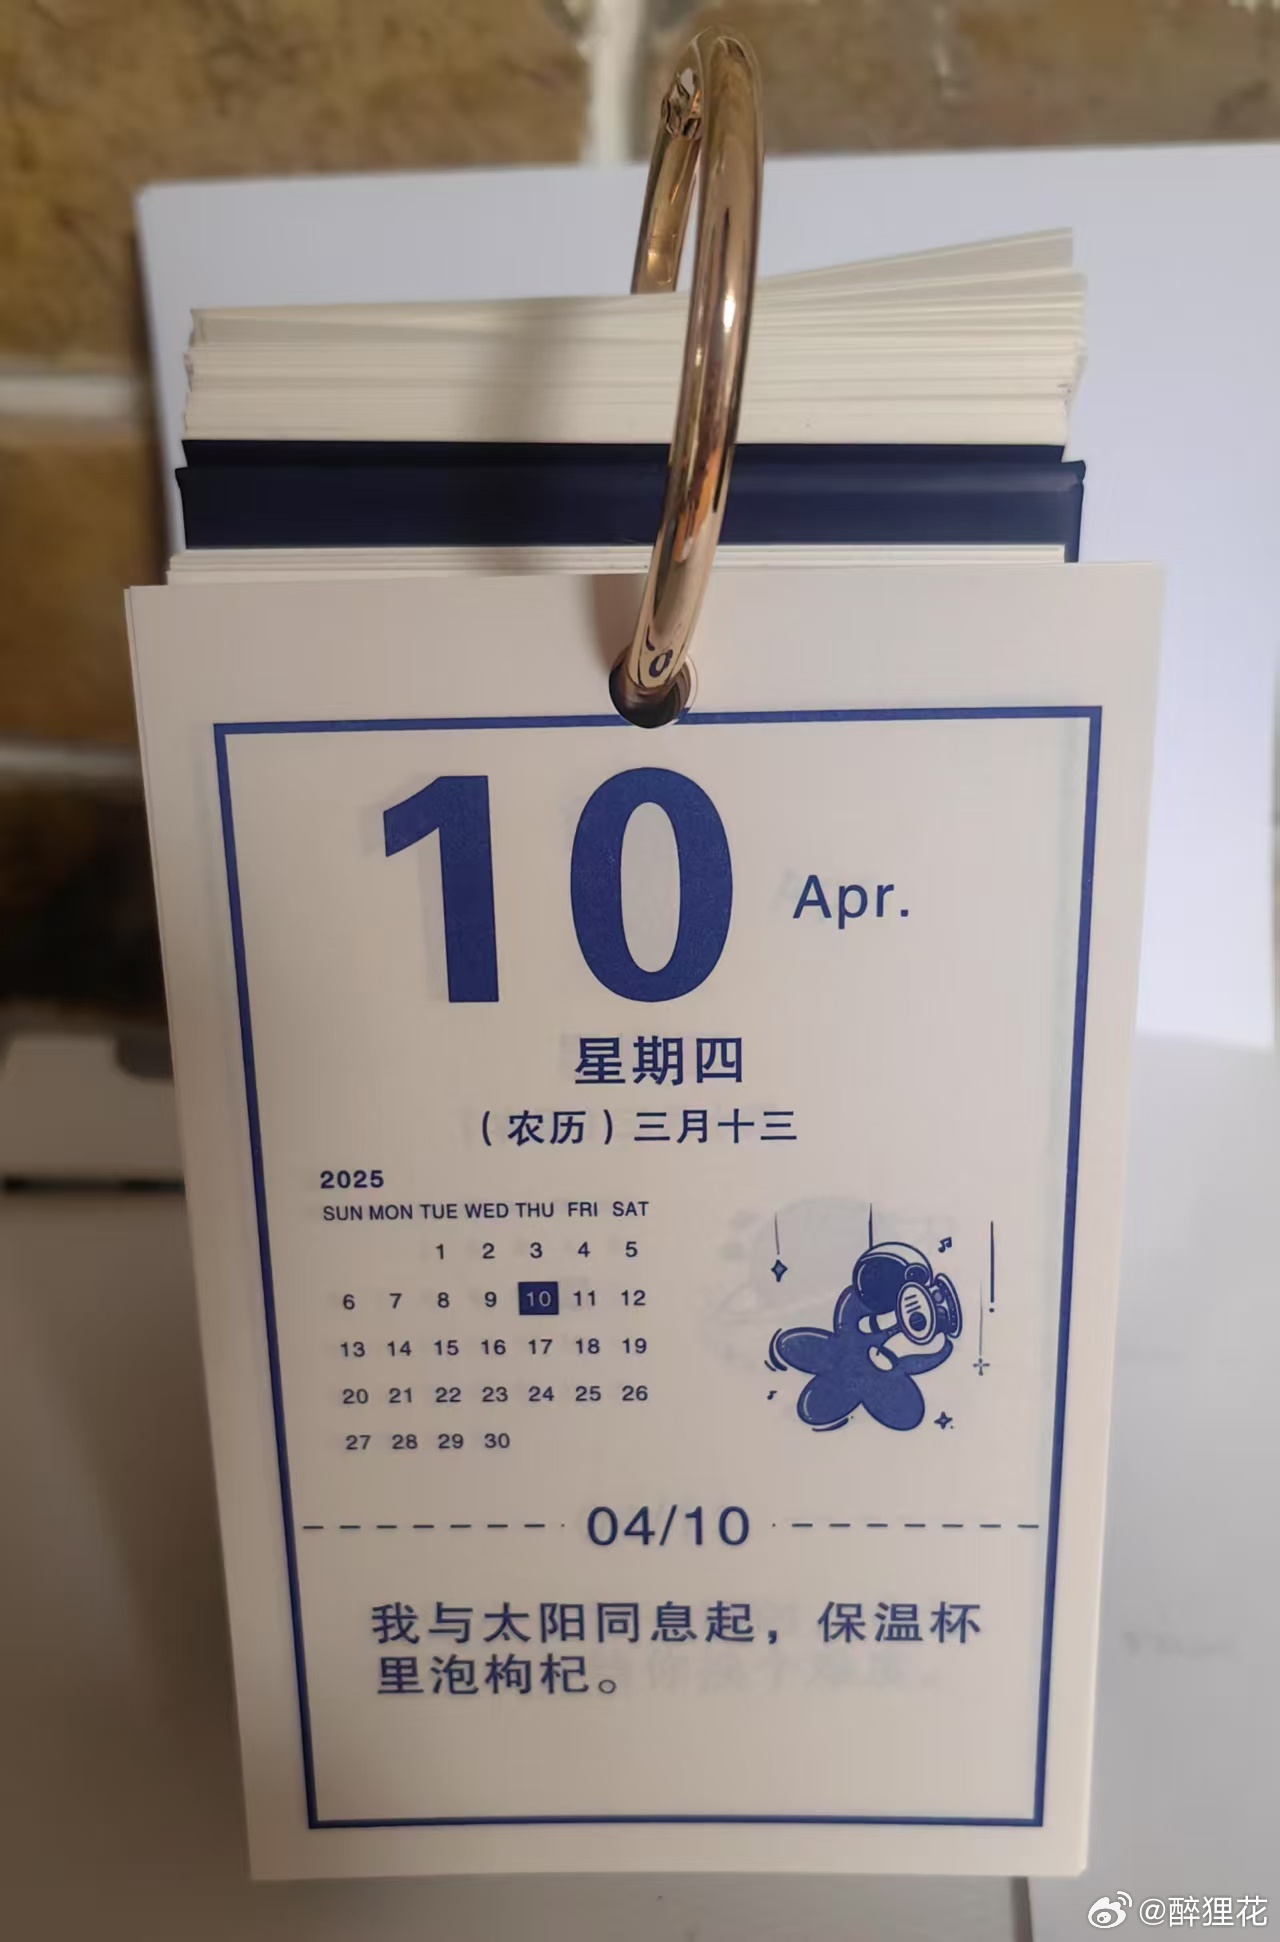 10 Apr.
星期四
（农历）三月十三
2025
SUN MON TUE WED THU FRI SAT
1 2 3 4 5
6 7 8 9 10 11 12
13 14 15 16 17 18 19
20 21 22 23 24 25 26
27 28 29 30
04/10
我与太阳同息起，保温杯
里泡枸杞。
@醉狸花